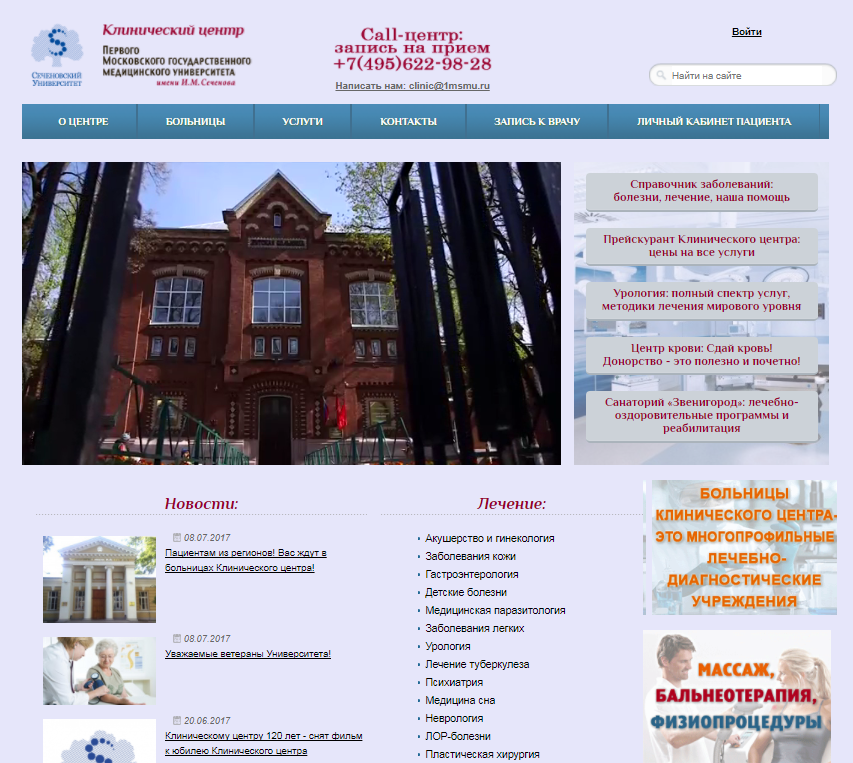 Клинический центр
Первого
Московского государственного
медицинского университета
имени И.М. Сеченова
Сеченовский
Университет
Call-центр:
запись на прием
+7(495)622-98-28
Написать нам: clinic@1msmu.ru
Войти
Найти на сайте
О ЦЕНТРЕ
БОЛЬНИЦЫ
УСЛУГИ
КОНТАКТЫ
ЗАПИСЬ К ВРАЧУ
ЛИЧНЫЙ КАБИНЕТ ПАЦИЕНТА
Справочник заболеваний:
болезни, лечение, наша помощь
Прейскурант Клинического центра:
цены на все услуги
Урология: полный спектр услуг,
методики лечения мирового уровня
Центр крови: Сдай кровь!
Донорство - это полезно и почетно!
Санаторий «Звенигород»: лечебно-
оздоровительные программы и
реабилитация
Новости:
08.07.2017
Пациентам из регионов! Вас ждут в
больницах Клинического центра!
08.07.2017
Уважаемые ветераны Университета!
20.06.2017
Клиническому центру 120 лет - снят фильм
к юбилею Клинического центра
Лечение:
Акушерство и гинекология
Заболевания кожи
Гастроэнтерология
Детские болезни
Медицинская паразитология
Заболевания легких
Урология
Лечение туберкулеза
Психиатрия
Медицина сна
Неврология
ЛОР-болезни
Пластическая хирургия
БОЛЬНИЦЫ
КЛИНИЧЕСКОГО ЦЕНТРА-
ЭТО МНОГОПРОФИЛЬНЫЕ
ЛЕЧЕБНО-
ДИАГНОСТИЧЕСКИЕ
УЧРЕЖДЕНИЯ
МАССАЖ,
БАЛЬНЕОТЕРАПИЯ,
ФИЗИОПРОЦЕДУРЫ